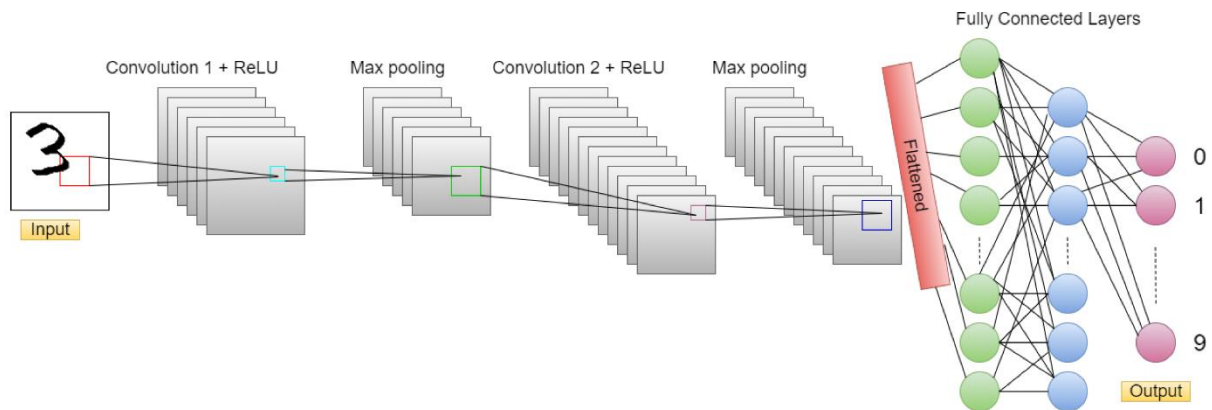 Fully Connected Layers
Convolution 1 + ReLU
Max pooling
Convolution 2 + ReLU
Max pooling
3
Input
Flattened
0
1
9
Output